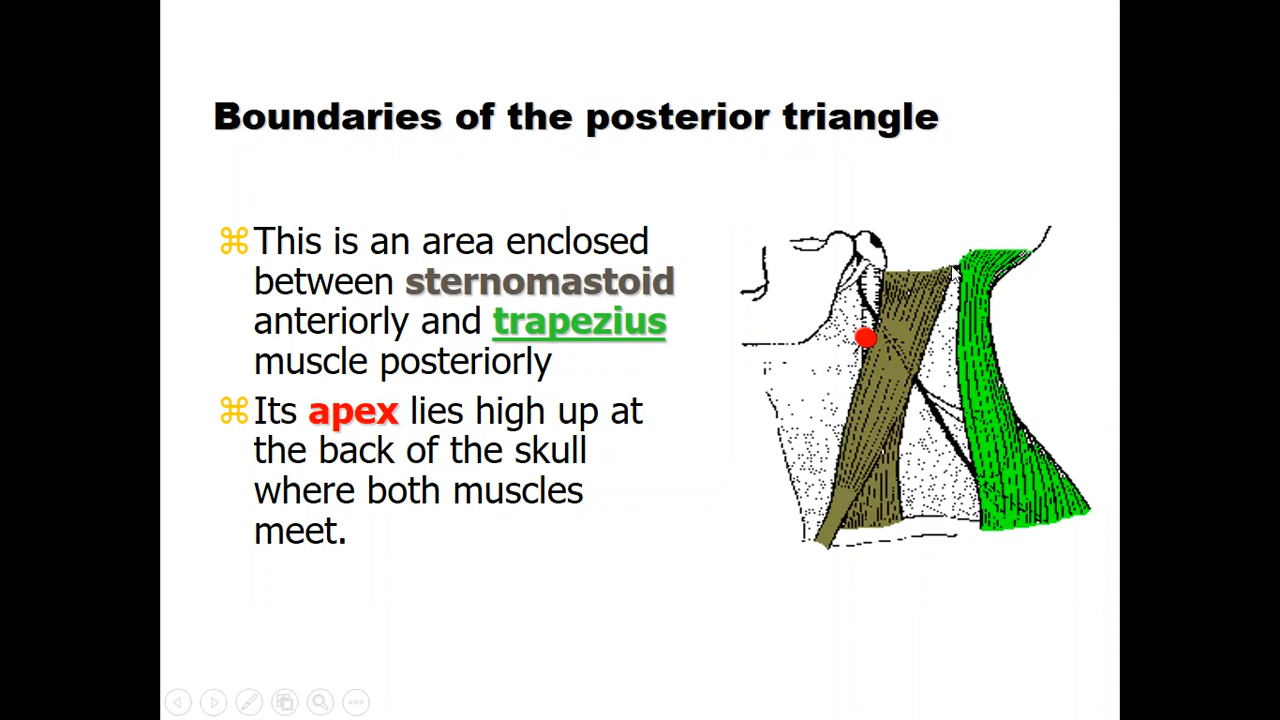 Boundaries of the posterior triangle
⌘This is an area enclosed
between sternomastoid
anteriorly and trapezius
muscle posteriorly
⌘Its apex lies high up at
the back of the skull
where both muscles
meet.